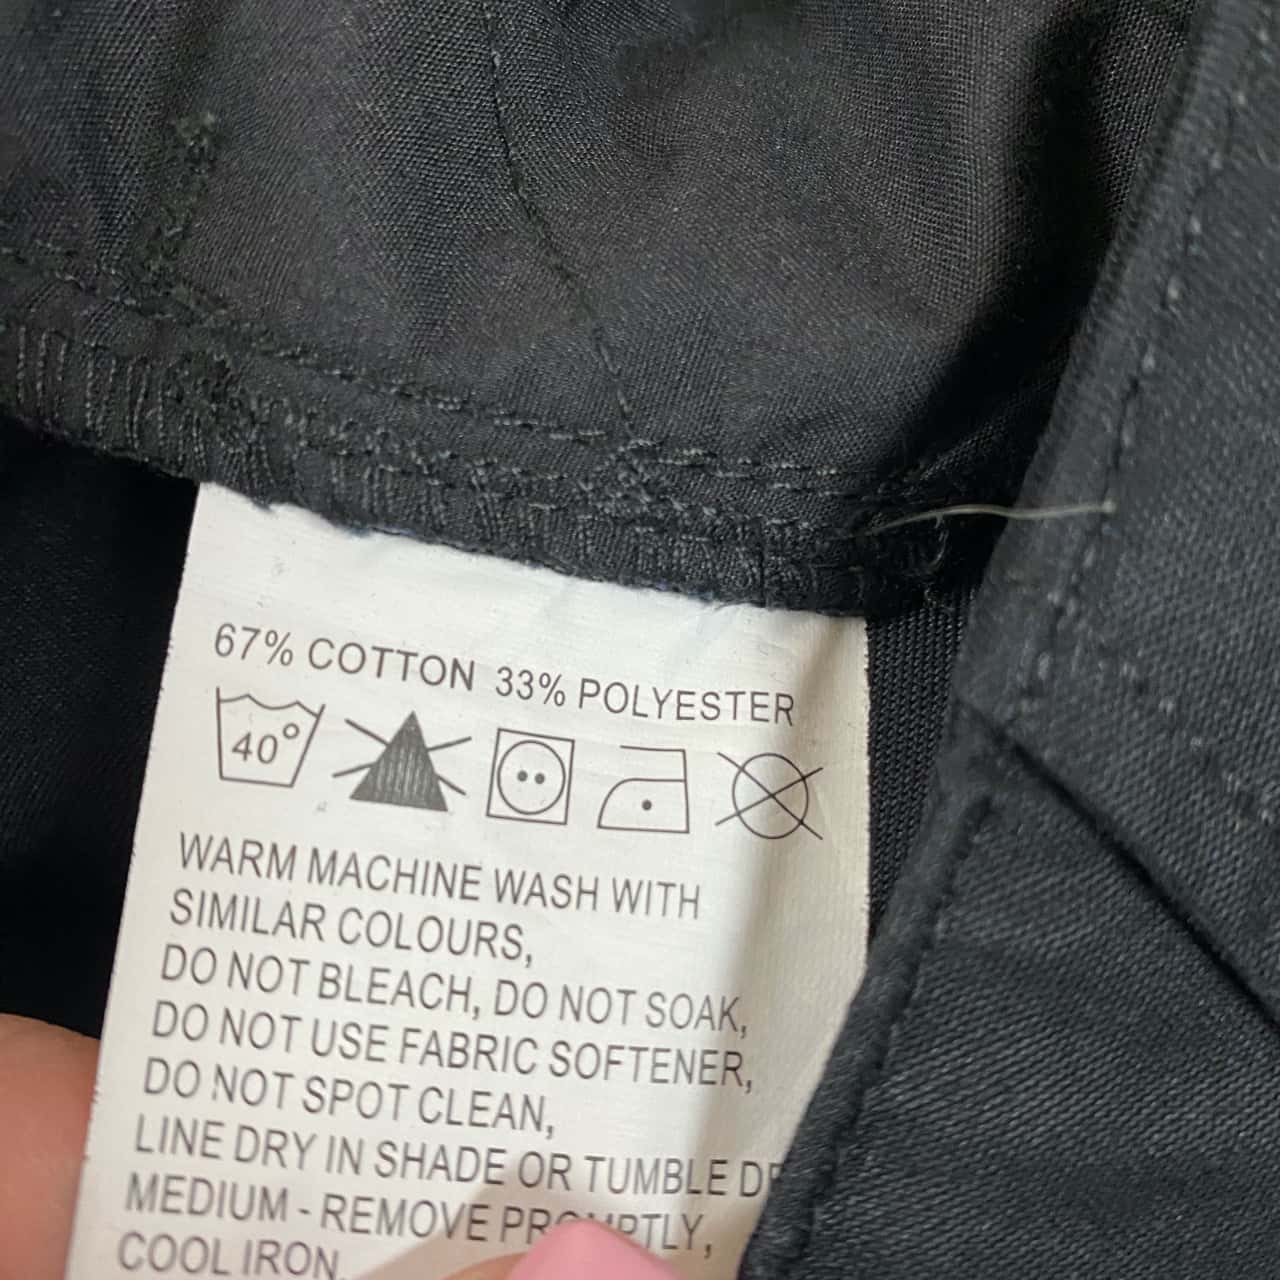 67% COTTON 33% POLYESTER
40°
WARM MACHINE WASH WITH
SIMILAR COLOURS,
DO NOT BLEACH, DO NOT SOAK,
DO NOT USE FABRIC SOFTENER,
DO NOT SPOT CLEAN,
LINE DRY IN SHADE OR TUMBLE
MEDIUM - REMOVE PROMPTLY,
COOL IRON.